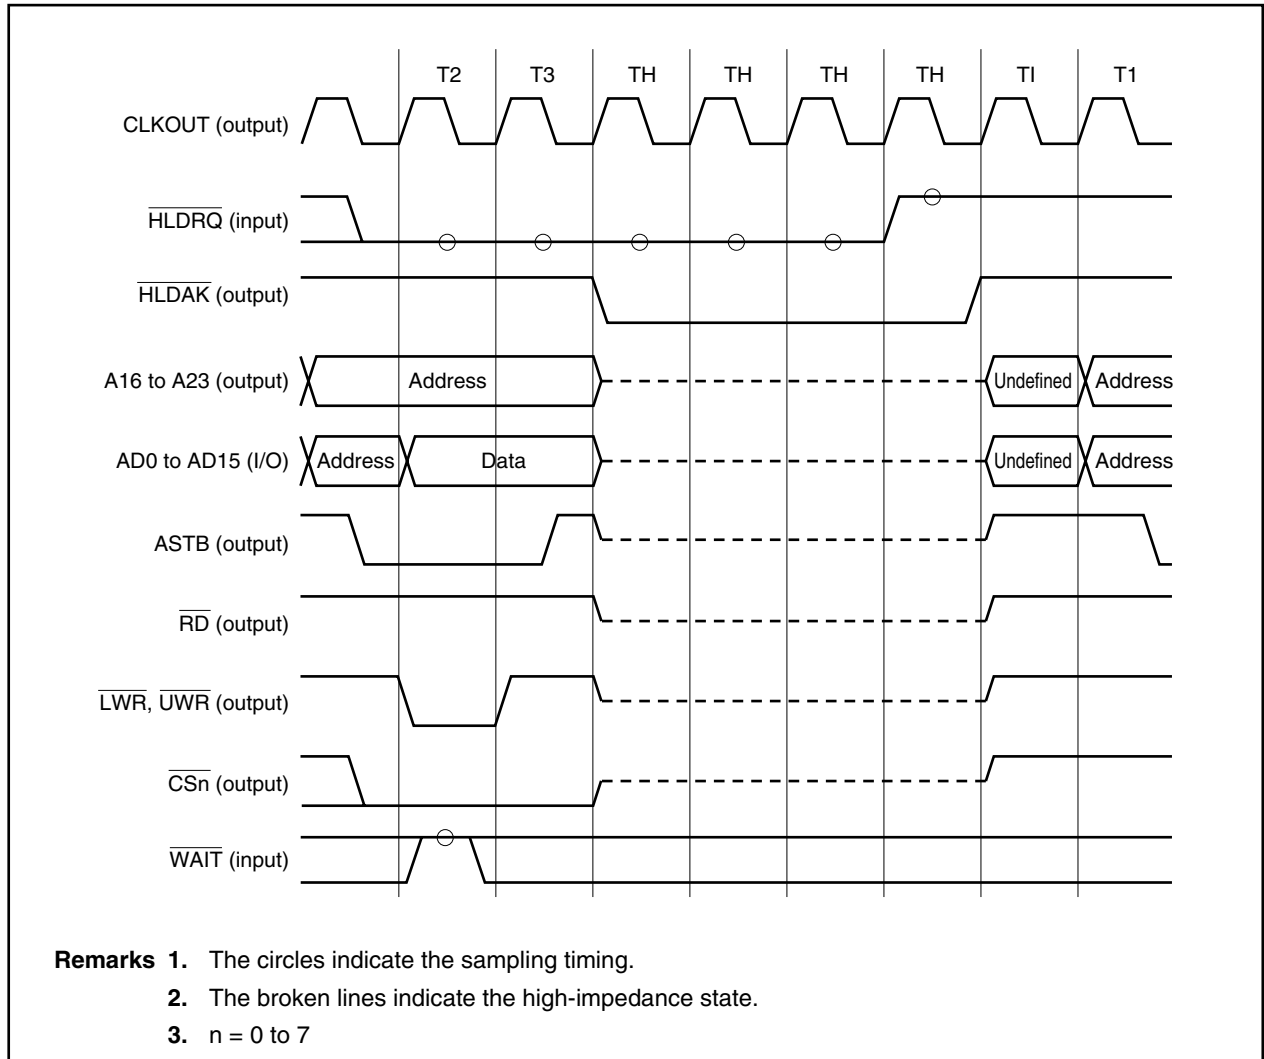 T2 T3 TH TH TH TH TI T1
CLKOUT (output)
HLDRQ (input)
HLDAK (output)
A16 to A23 (output) Address Undefined Address
AD0 to AD15 (I/O) Address Data Undefined Address
ASTB (output)
RD (output)
LWR, UWR (output)
CSn (output)
WAIT (input)
Remarks 1. The circles indicate the sampling timing.
2. The broken lines indicate the high-impedance state.
3. n = 0 to 7